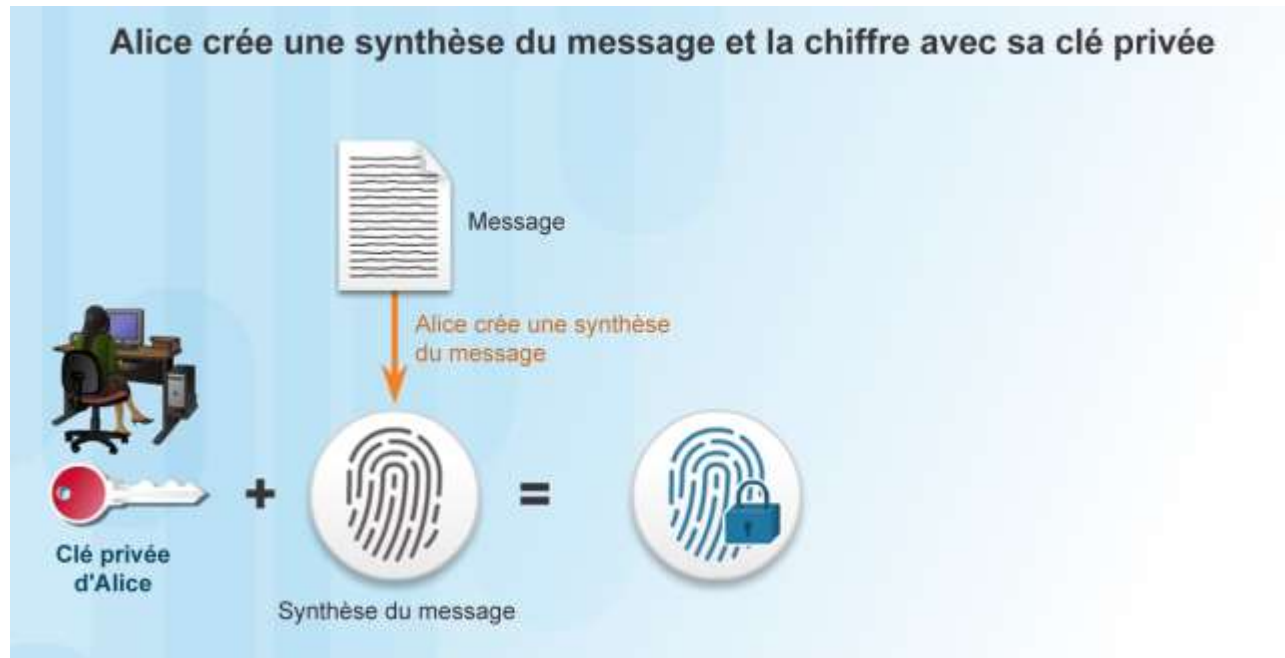 Alice crée une synthèse du message et la chiffre avec sa clé privée
Message
Alice crée une synthèse
du message
+
=
Clé privée
d'Alice
Synthèse du message